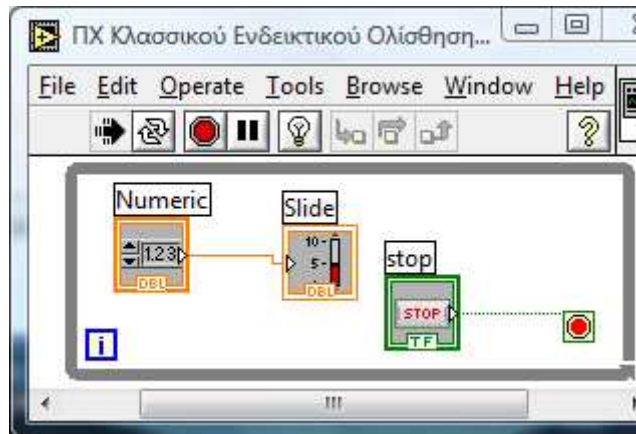 ΠΧ Κλασσικού Ενδεικτικού Ολίσθηση...
File Edit Operate Tools Browse Window Help
?
Numeric
Slide
1.23
DBL
10
5
DBL
stop
STOP
TF
i